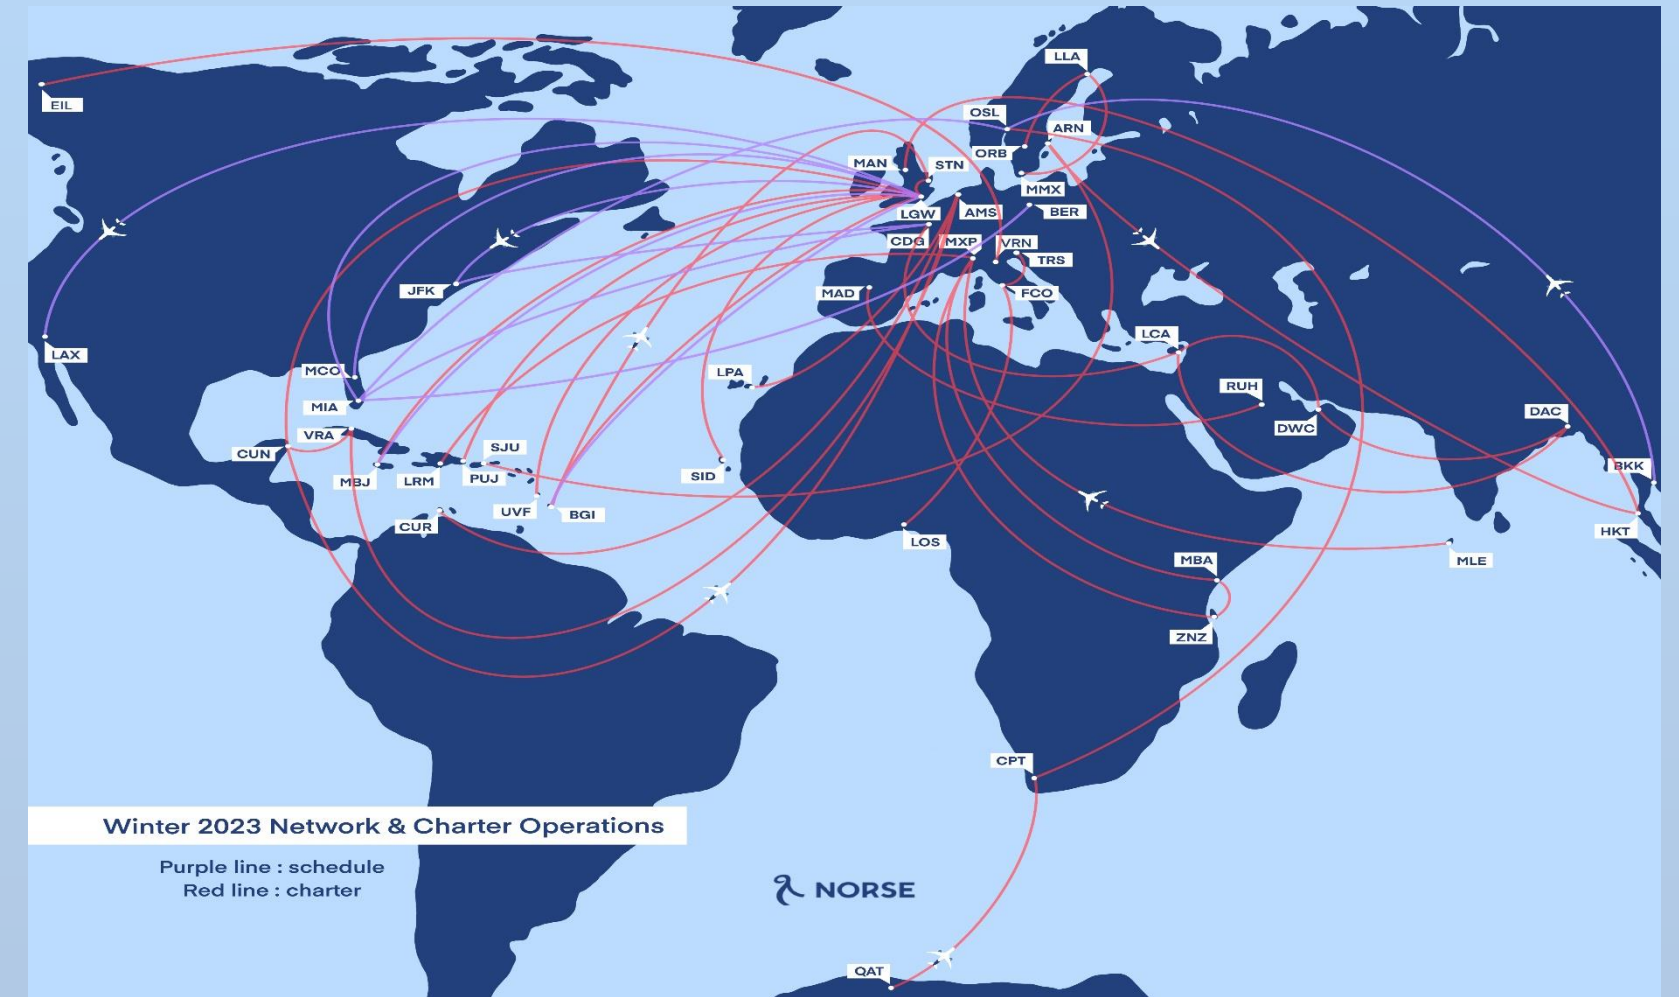 LLA
EIL
OSL
ARN
ORB
MAN
STN
MMX
LGW
AMS
BER
CDG
MXP
VRN
TRS
JFK
MAD
FCO
LCA
LAX
MCO
LPA
RUH
MIA
DAC
VRA
DWC
CUN
SJU
BKK
MBJ
LRM
PUJ
SID
UVF
BGI
CUR
HKT
LOS
MBA
MLE
ZNZ
CPT
Winter 2023 Network & Charter Operations
Purple line : schedule
Red line : charter
NORSE
QAT